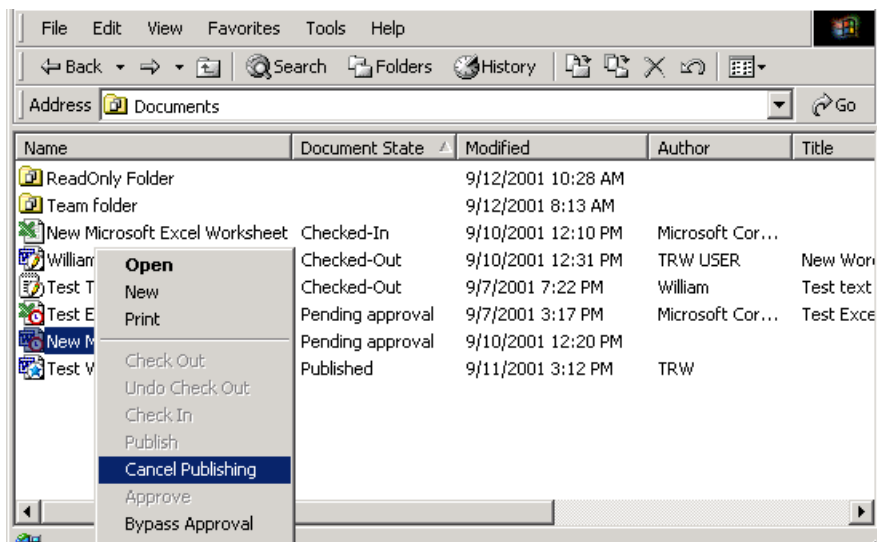 File Edit View Favorites Tools Help
Back Search Folders History
Address Documents Go
Name Document State Modified Author Title
ReadOnly Folder 9/12/2001 10:28 AM
Team folder 9/12/2001 8:13 AM
New Microsoft Excel Worksheet Checked-In 9/10/2001 12:10 PM Microsoft Cor...
William Checked-Out 9/10/2001 12:31 PM TRW USER New Word
Test T Checked-Out 9/7/2001 7:22 PM William Test text
Test E Pending approval 9/7/2001 3:17 PM Microsoft Cor... Test Exce
New M Pending approval 9/10/2001 12:20 PM
Test W Published 9/11/2001 3:12 PM TRW
Open
New
Print
Check Out
Undo Check Out
Check In
Publish
Cancel Publishing
Approve
Bypass Approval